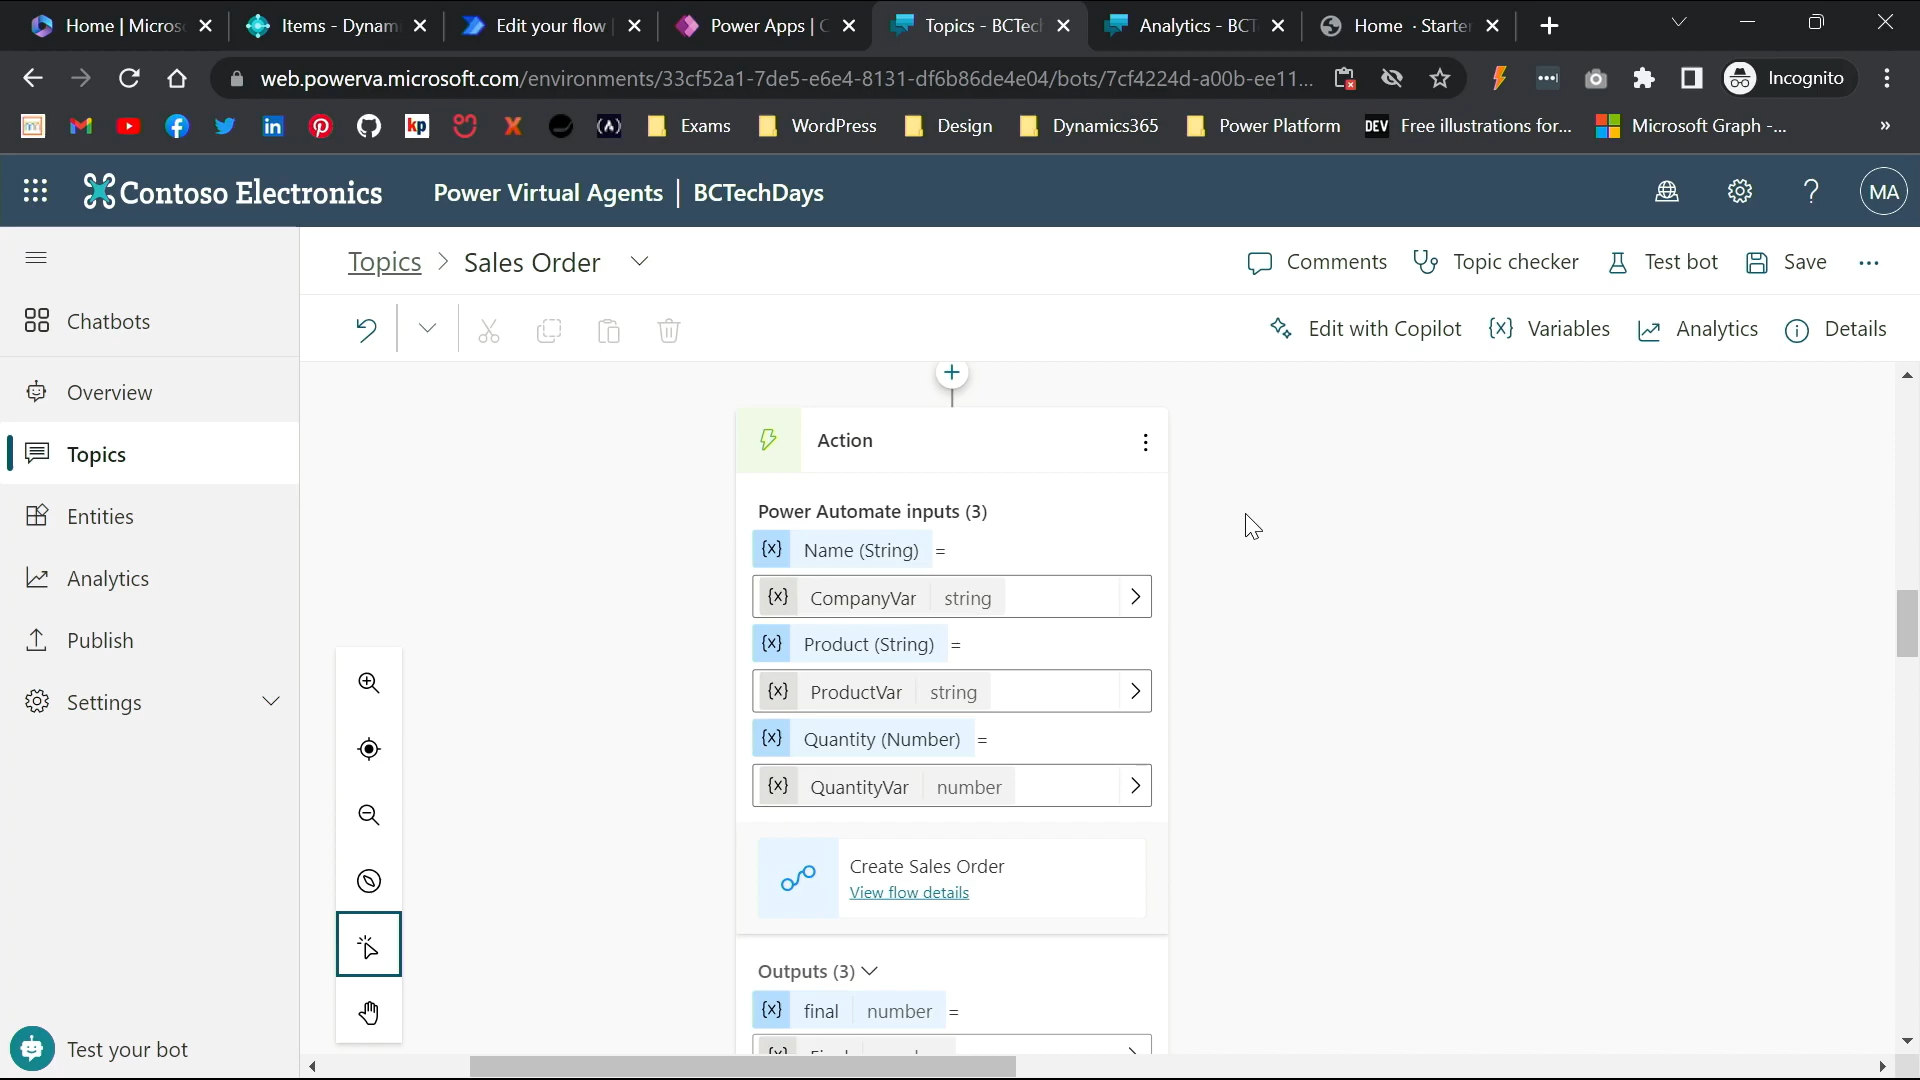 Home | Micros
Items - Dynam
Edit your flow
Power Apps | C
Topics - BCTec
Analytics - BCT
Home · Starter
web.powerva.microsoft.com/environments/33cf52a1-7de5-e6e4-8131-df6b86de4e04/bots/7cf4224d-a00b-ee11...
Incognito
kp
Exams
WordPress
Design
Dynamics365
Power Platform
DEV
Free illustrations for...
Microsoft Graph -...
»
Contoso Electronics
Power Virtual Agents | BCTechDays
MA
Topics > Sales Order
Comments
Topic checker
Test bot
Save
Chatbots
Overview
Topics
Entities
Analytics
Publish
Settings
Test your bot
Edit with Copilot
{x} Variables
Analytics
Details
Action
Power Automate inputs (3)
{x} Name (String) =
{x} CompanyVar string
{x} Product (String) =
{x} ProductVar string
{x} Quantity (Number) =
{x} QuantityVar number
Create Sales Order
View flow details
Outputs (3)
{x} final number =